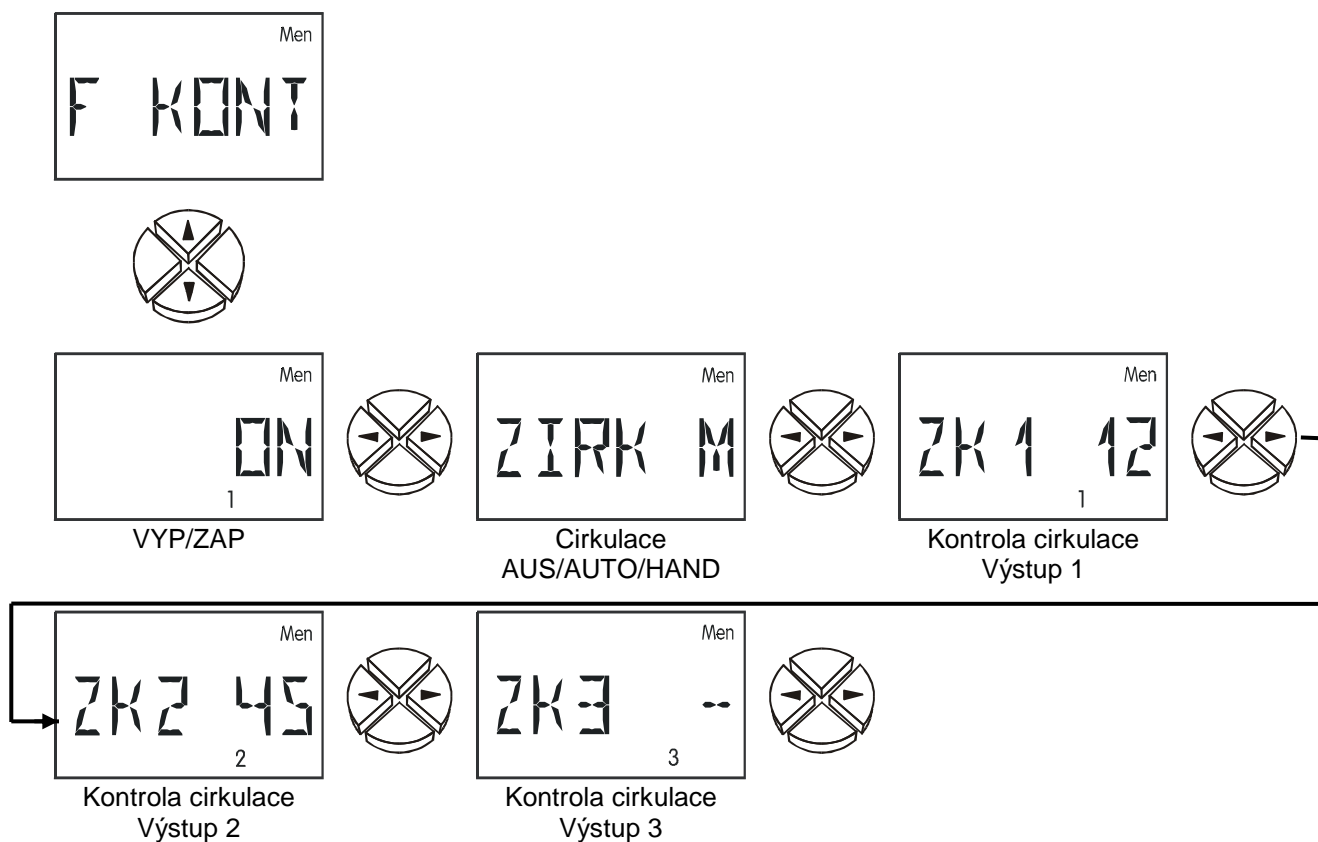 Men
F KONT
Men
ON
1
VYP/ZAP
Men
ZIRK M
Cirkulace
AUS/AUTO/HAND
Men
ZK1 12
1
Kontrola cirkulace
Výstup 1
Men
ZK2 45
2
Kontrola cirkulace
Výstup 2
Men
ZK3 --
3
Kontrola cirkulace
Výstup 3